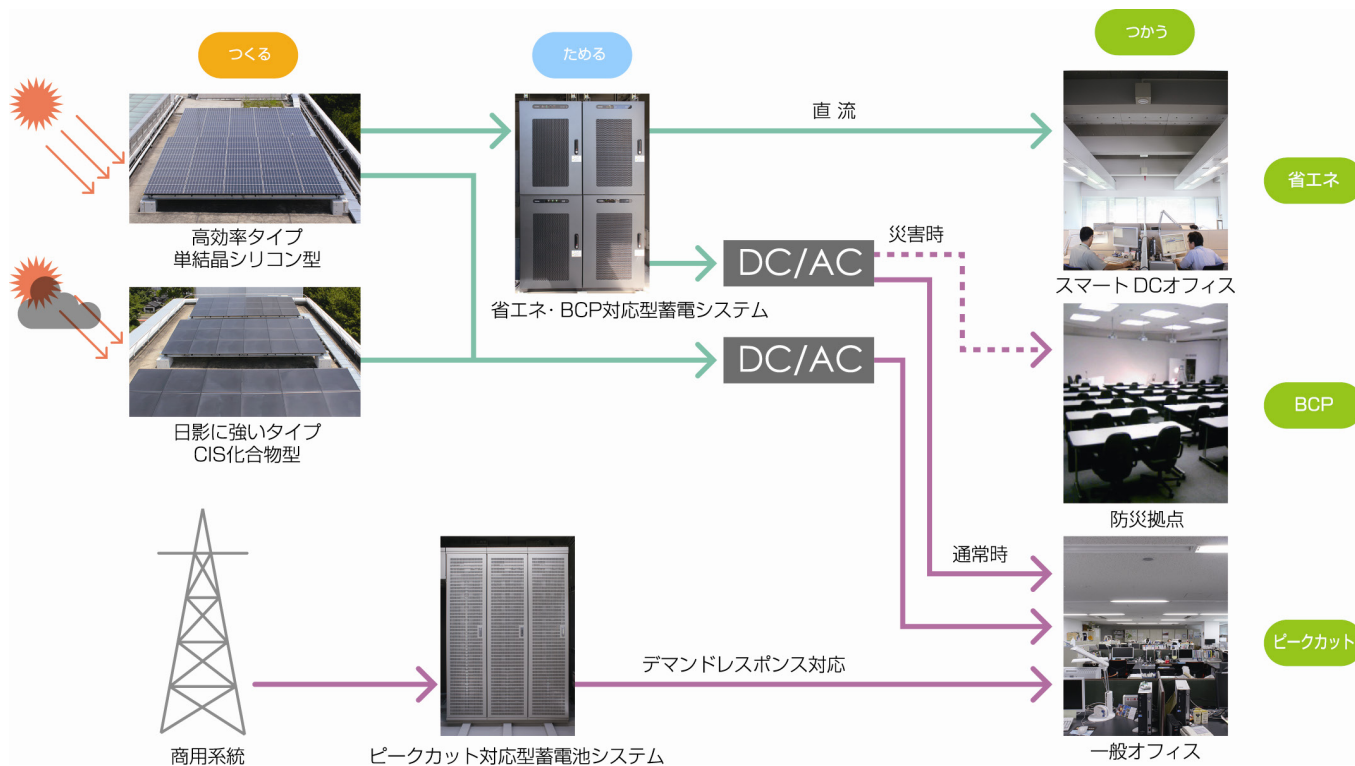 つくる
ためる
つかう
直 流
省エネ
高効率タイプ
単結晶シリコン型
DC/AC
災害時
スマート DCオフィス
省エネ・BCP対応型蓄電システム
DC/AC
BCP
日影に強いタイプ
CIS化合物型
防災拠点
通常時
ピークカット
デマンドレスポンス対応
商用系統
ピークカット対応型蓄電池システム
一般オフィス